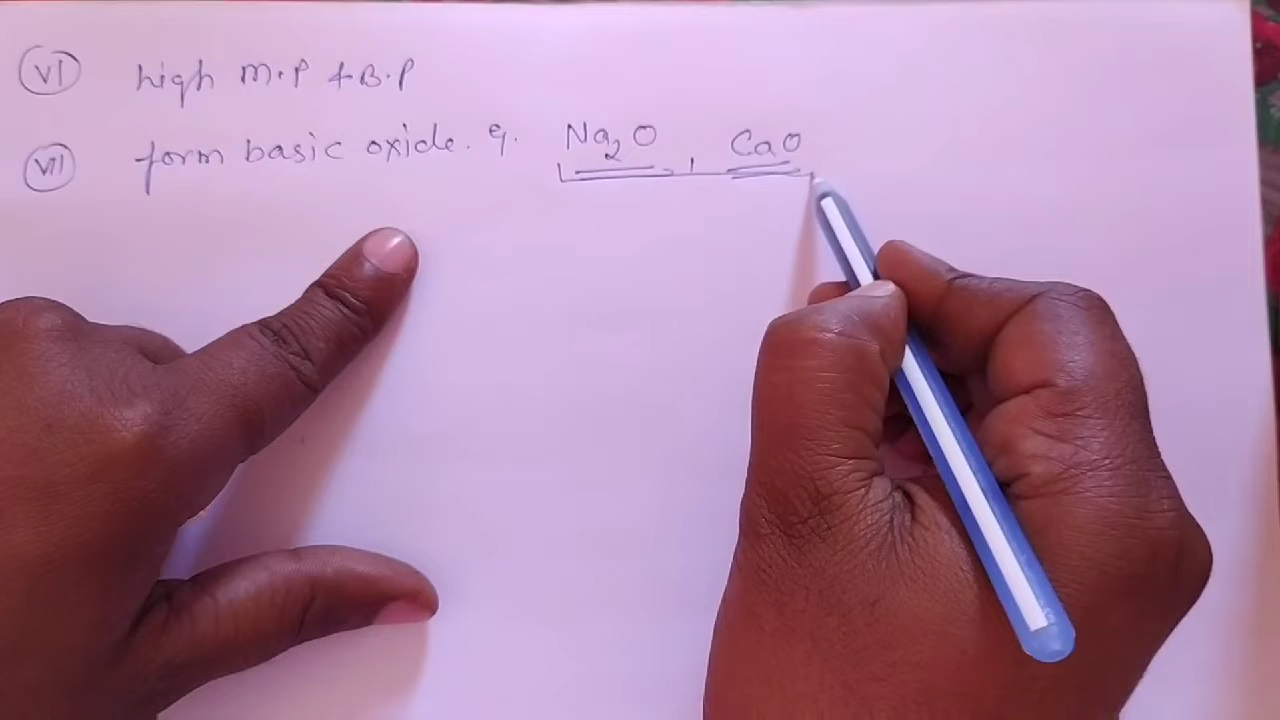 VI high m.p & B.P
VII form basic oxide. eg. Na₂O, CaO